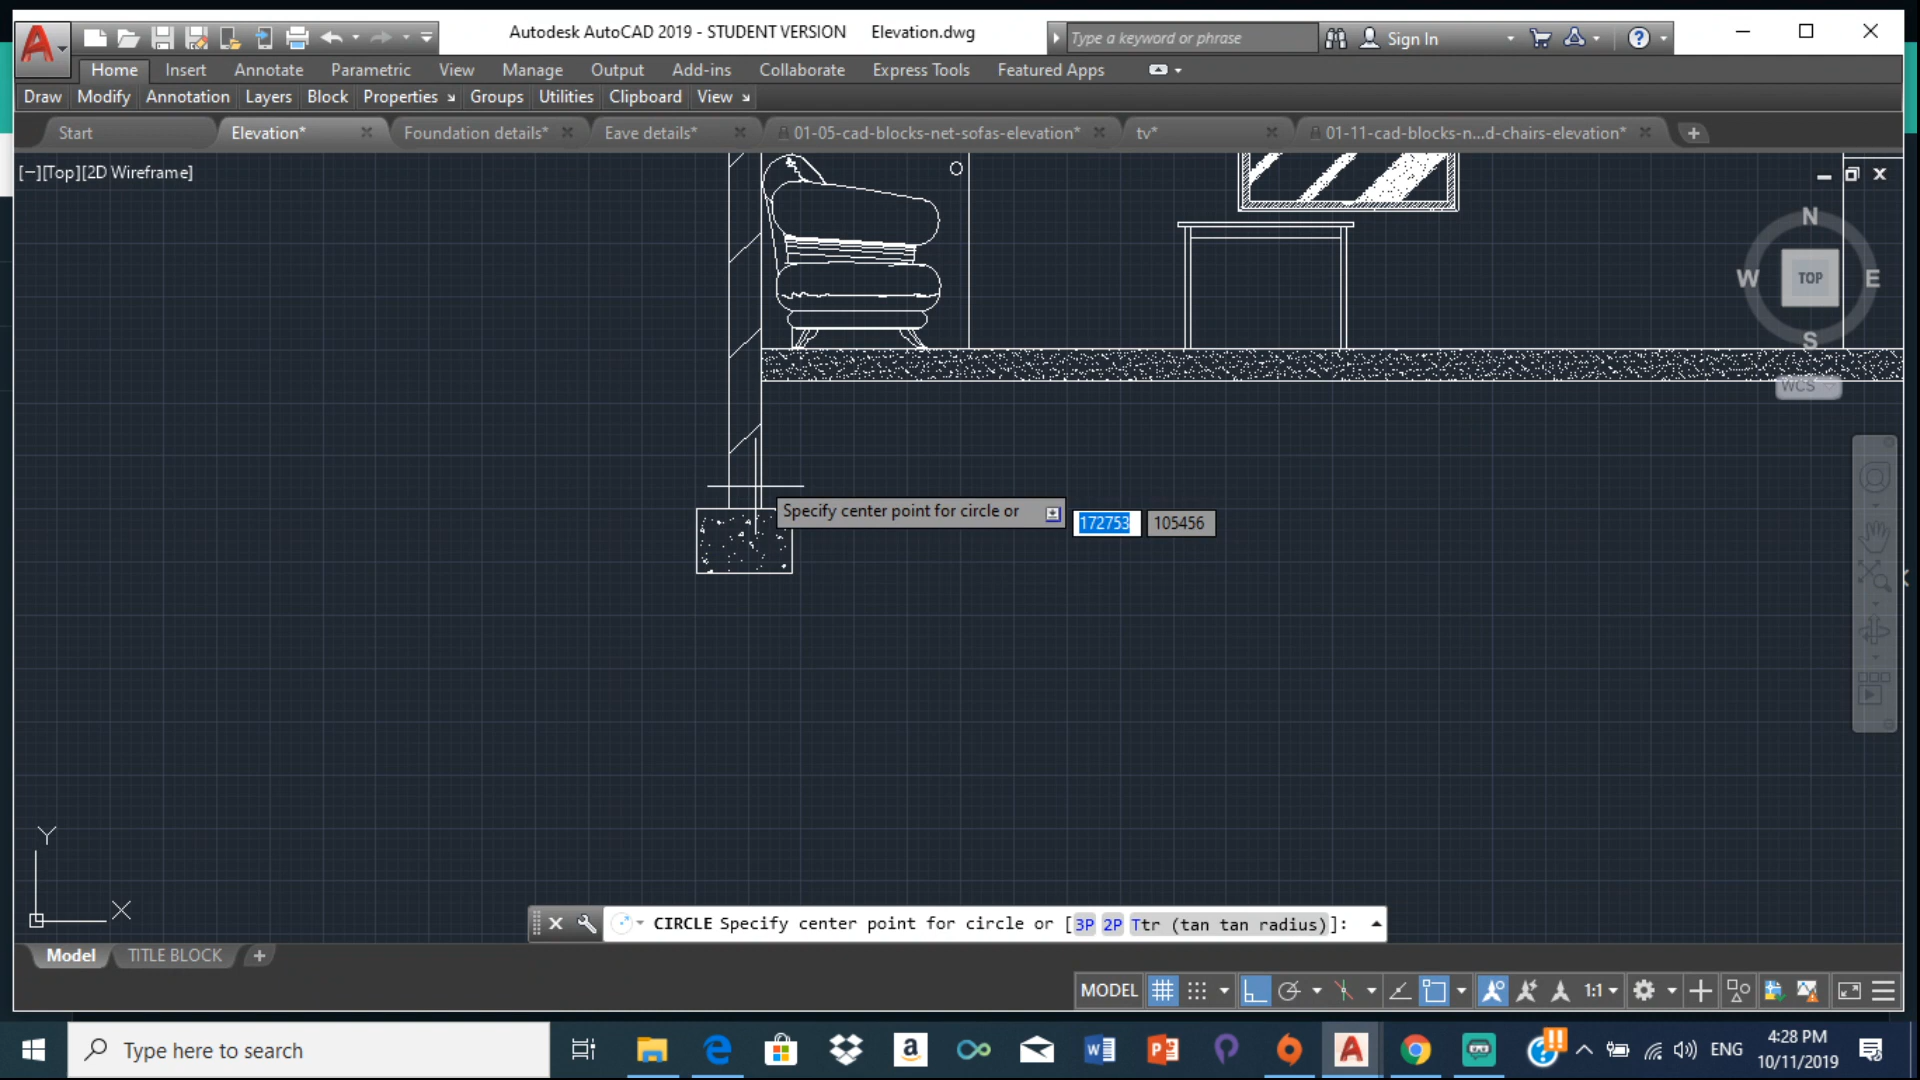 Autodesk AutoCAD 2019 - STUDENT VERSION Elevation.dwg Type a keyword or phrase Sign In
Home Insert Annotate Parametric View Manage Output Add-ins Collaborate Express Tools Featured Apps
Draw Modify Annotation Layers Block Properties Groups Utilities Clipboard View
Start Elevation* Foundation details* Eave details* 01-05-cad-blocks-net-sofas-elevation* tv* 01-11-cad-blocks-n...d-chairs-elevation*
[−][Top][2D Wireframe]
N
W TOP E
S
WCS
Specify center point for circle or 172753 105456
Y
X
CIRCLE Specify center point for circle or [3P 2P Ttr (tan tan radius)]:
Model TITLE BLOCK
MODEL 1:1
Type here to search
ENG
4:28 PM
10/11/2019